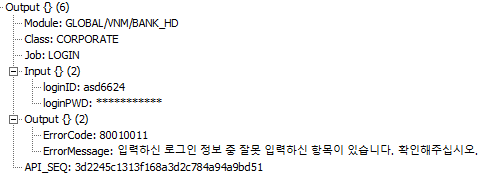 Output {} (6)
Module: GLOBAL/VNM/BANK_HD
Class: CORPORATE
Job: LOGIN
Input {} (2)
loginID: asd6624
loginPWD: ***********
Output {} (2)
ErrorCode: 80010011
ErrorMessage: 입력하신 로그인 정보 중 잘못 입력하신 항목이 있습니다. 확인해주십시오.
API_SEQ: 3d2245c1313f168a3d2c784a94a9bd51